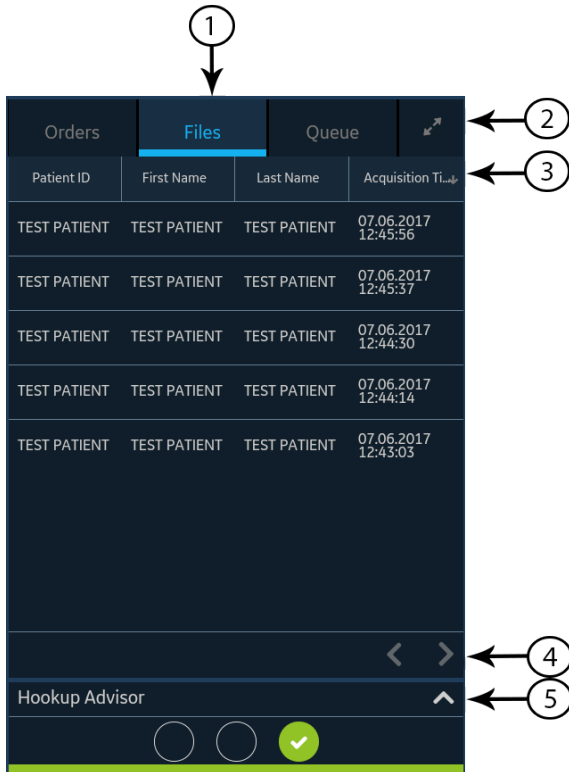 1
Orders Files Queue
2
Patient ID First Name Last Name Acquisition Ti...
3
TEST PATIENT TEST PATIENT TEST PATIENT 07.06.2017
12:45:56
TEST PATIENT TEST PATIENT TEST PATIENT 07.06.2017
12:45:37
TEST PATIENT TEST PATIENT TEST PATIENT 07.06.2017
12:44:30
TEST PATIENT TEST PATIENT TEST PATIENT 07.06.2017
12:44:14
TEST PATIENT TEST PATIENT TEST PATIENT 07.06.2017
12:43:03
4
Hookup Advisor
5